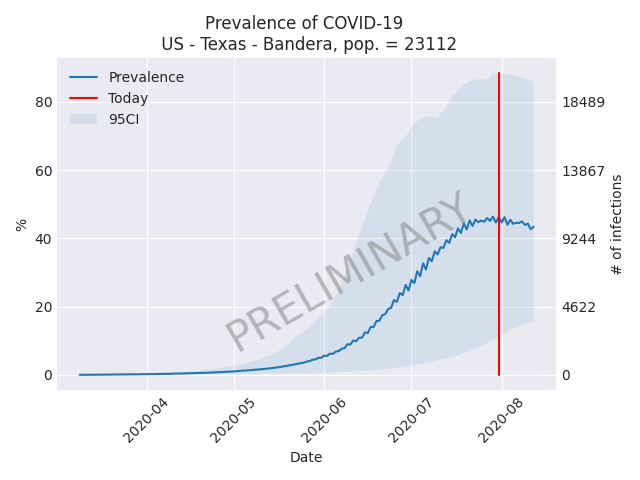 Prevalence of COVID-19
US - Texas - Bandera, pop. = 23112
Prevalence
Today
95CI
PRELIMINARY
80
60
40
20
0
%
18489
13867
9244
4622
0
# of infections
2020-04
2020-05
2020-06
2020-07
2020-08
Date